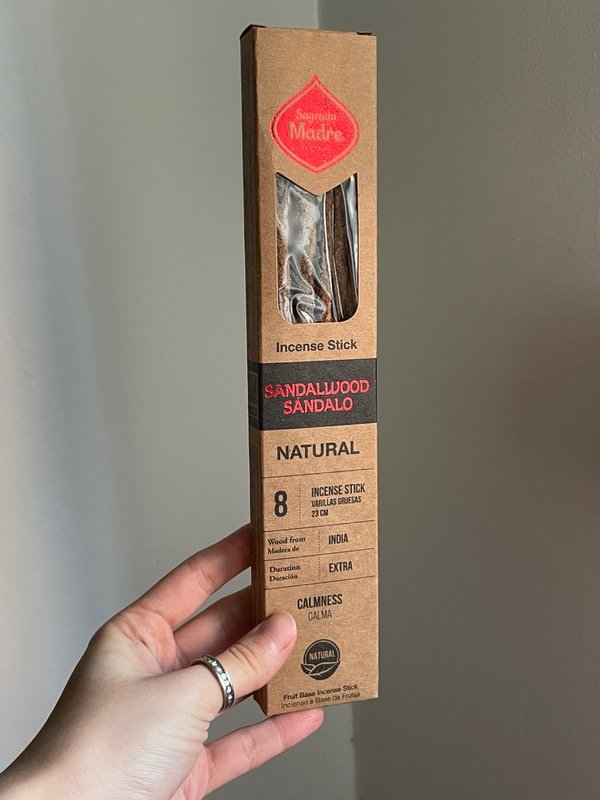 Sagrada
Madre
Incense Stick
SANDALWOOD
SÁNDALO
NATURAL
8
INCENSE STICK
VARILLAS GRUESAS
23 CM
Wood from
Madera de
INDIA
Duration
Duración
EXTRA
CALMNESS
CALMA
NATURAL
Fruit Base Incense Stick
Incienso a Base de Frutsa